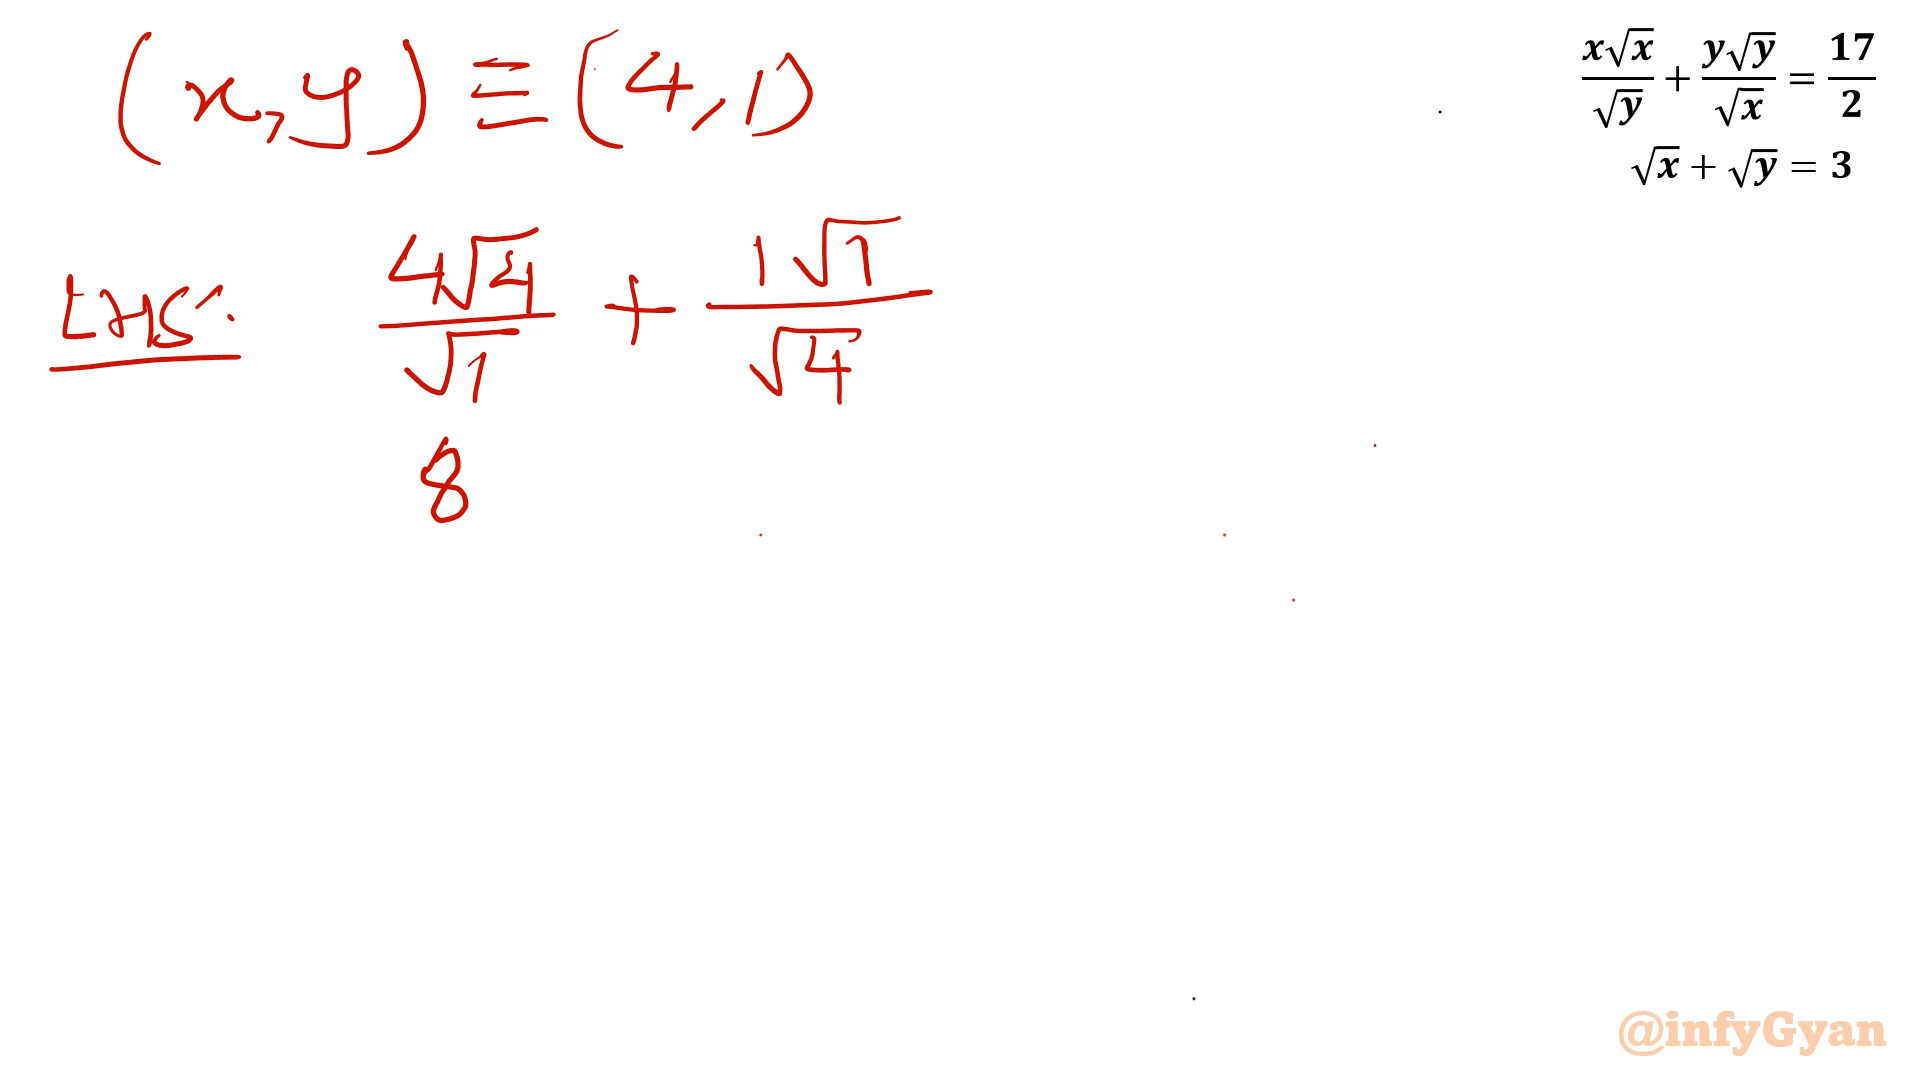 (x, y) ≡ (4, 1)
x√x/√y + y√y/√x = 17/2
√x + √y = 3
LHS: 4√4/√1 + 1√1/√4
8
@infyGyan